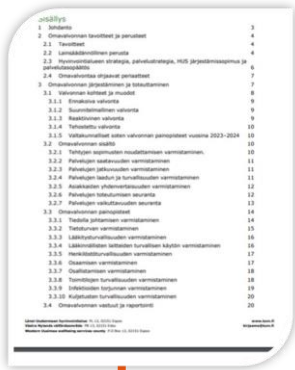 Sisällys
1 Johdanto 3
2 Omavalvonnan tavoitteet ja perusteet 4
2.1 Tavoitteet 4
2.2 Lainsäädännöllinen perusta 4
2.3 Hyvinvointialueen strategia, palvelustrategia, HUS järjestämissopimus ja
palvelutasopäätös 6
2.4 Omavalvontaa ohjaavat periaatteet 7
3 Omavalvonnan järjestäminen ja toteuttaminen 7
3.1 Valvonnan kohteet ja muodot 8
3.1.1 Ennakoiva valvonta 9
3.1.2 Suunnitelmallinen valvonta 9
3.1.3 Reaktiivinen valvonta 9
3.1.4 Tehostettu valvonta 10
3.1.5 Valtakunnalliset soten valvonnan painopisteet vuosina 2023–2024 10
3.2 Omavalvonnan sisältö 10
3.2.1 Tehtyjen sopimusten noudattamisen varmistaminen. 10
3.2.2 Palvelujen saatavuuden varmistaminen 11
3.2.3 Palvelujen jatkuvuuden varmistaminen 11
3.2.4 Palvelujen laadun ja turvallisuuden varmistaminen 11
3.2.5 Asiakkaiden yhdenvertaisuuden varmistaminen 12
3.2.6 Palvelujen toteutumisen seuranta 12
3.2.7 Palvelujen vaikuttavuuden seuranta 13
3.3 Omavalvonnan painopisteet 14
3.3.1 Tiedolla johtamisen varmistaminen 14
3.3.2 Tietoturvan varmistaminen 15
3.3.3 Lääkitysturvallisuuden varmistaminen 16
3.3.4 Lääkinnällisten laitteiden turvallisen käytön varmistaminen 16
3.3.5 Henkilöstöturvallisuuden varmistaminen 17
3.3.6 Osaamisen varmistaminen 17
3.3.7 Osallistamisen varmistaminen 18
3.3.8 Toimitilojen turvallisuuden varmistaminen 18
3.3.9 Infektioiden torjunnan varmistaminen 19
3.3.10 Kuljetusten turvallisuuden varmistaminen 20
3.4 Omavalvonnan vastuut ja raportointi 20